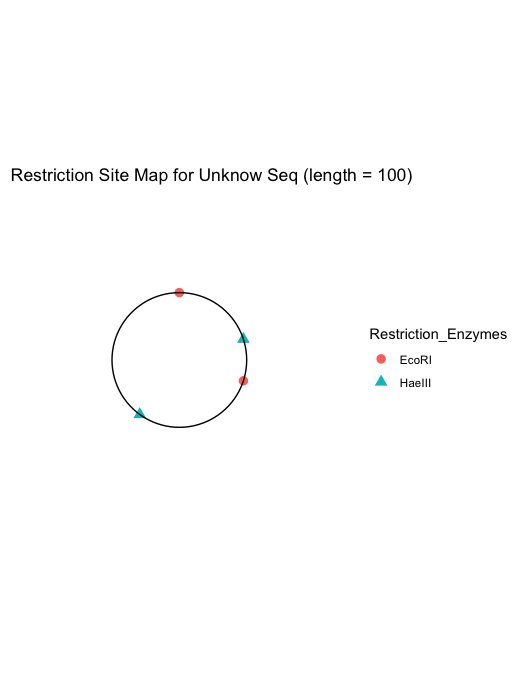 Restriction Site Map for Unknow Seq (length = 100)
Restriction_Enzymes
EcoRI
HaeIII